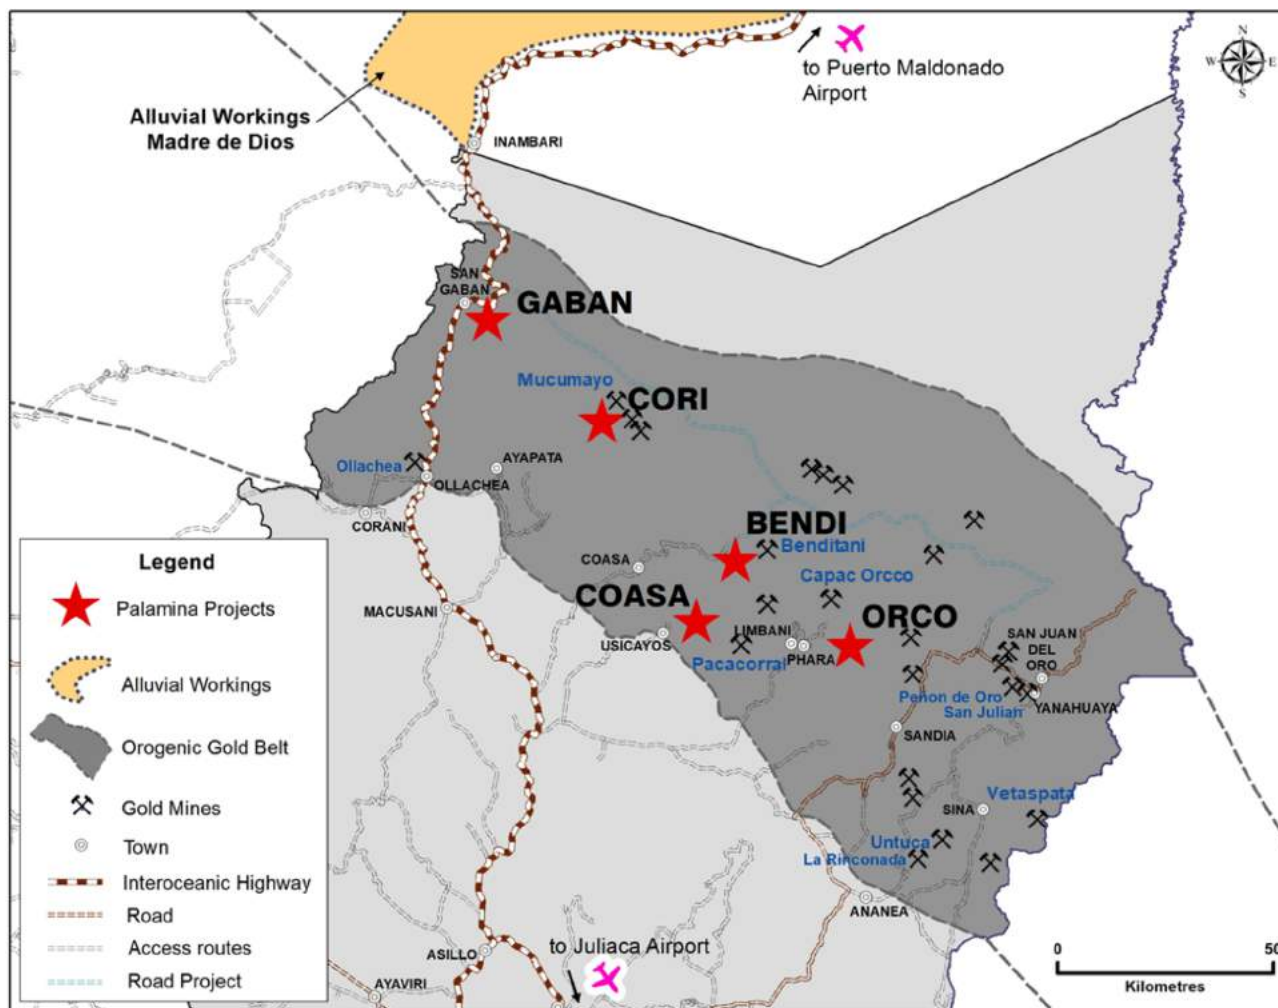 N
W
E
S
to Puerto Maldonado
Airport
Alluvial Workings
Madre de Dios
INAMBARI
SAN
GABAN
GABAN
Mucumayo
CORI
Ollachea
AYAPATA
OLLACHEA
CORANI
BENDI
Benditani
COASA
Capac Orcco
COASA
MACUSANI
ORCO
LIMBANI
USICAYOS
PHARA
Pacacorral
SAN JUAN
DEL
ORO
Peñon de Oro
San Julian
YANAHUAYA
SANDIA
Vetaspata
SINA
Untuca
La Rinconada
ANANEA
to Juliaca Airport
ASILLO
AYAVIRI
0
50
Kilometres
Legend
Palamina Projects
Alluvial Workings
Orogenic Gold Belt
Gold Mines
Town
Interoceanic Highway
Road
Access routes
Road Project